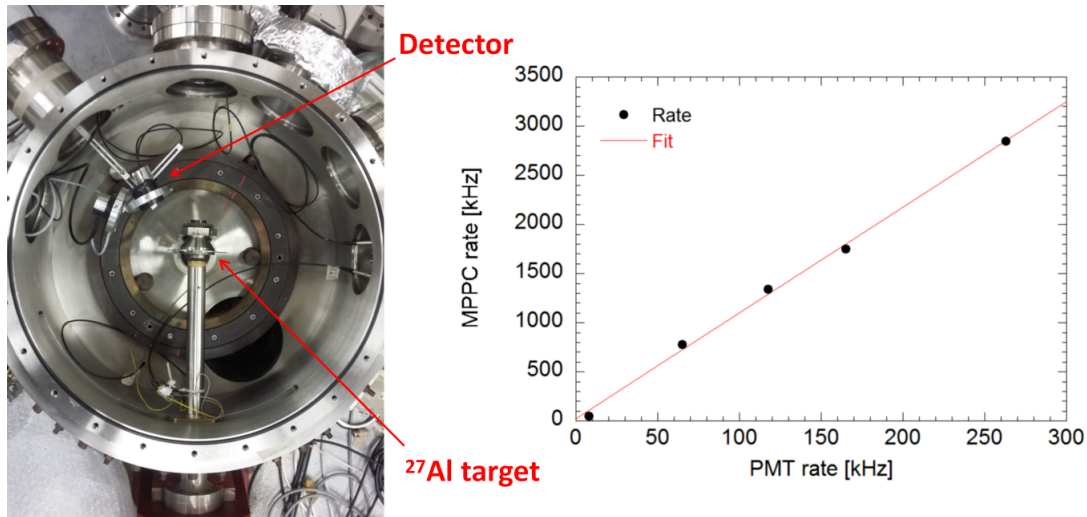 Detector
²⁷Al target
3500
3000
2500
2000
1500
1000
500
0
MPPC rate [kHz]
Rate
Fit
0 50 100 150 200 250 300
PMT rate [kHz]